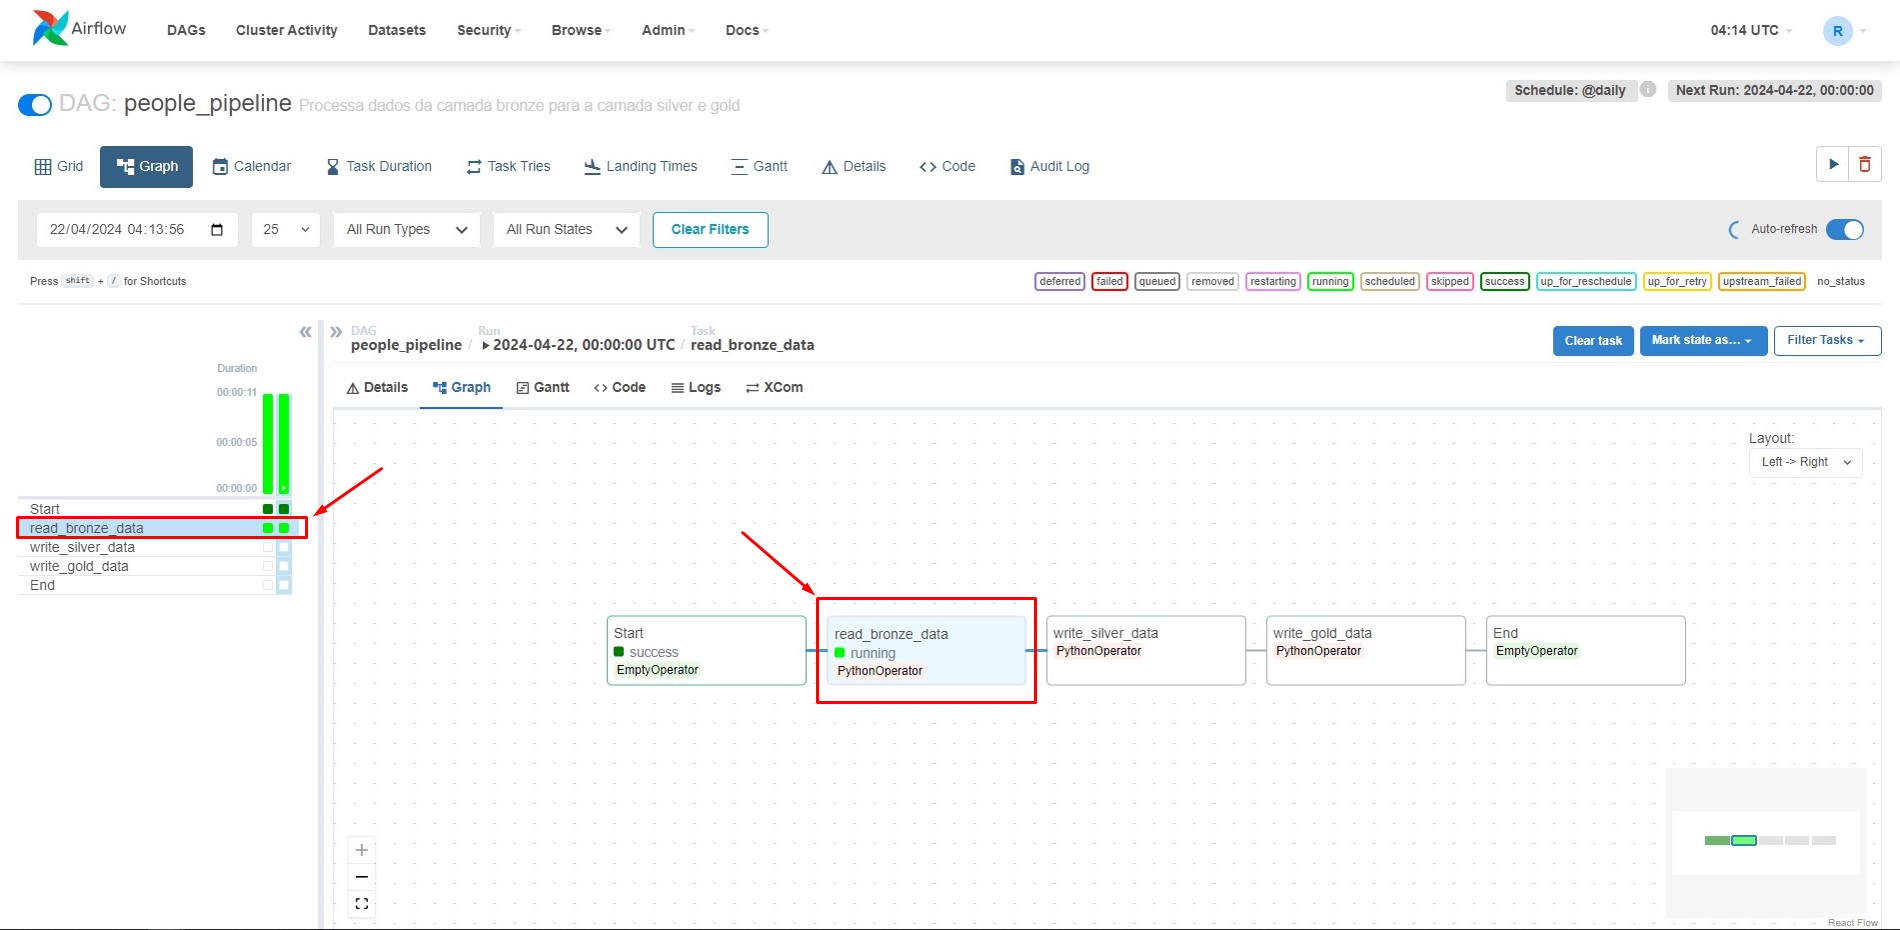 Airflow DAGs Cluster Activity Datasets Security Browse Admin Docs 04:14 UTC R
Schedule: @daily i Next Run: 2024-04-22, 00:00:00
DAG: people_pipeline Processa dados da camada bronze para a camada silver e gold
Grid Graph Calendar Task Duration Task Tries Landing Times Gantt Details Code Audit Log
22/04/2024 04:13:56 25 All Run Types All Run States Clear Filters Auto-refresh
Press shift + / for Shortcuts deferred failed queued removed restarting running scheduled skipped success up_for_reschedule up_for_retry upstream_failed no_status
DAG Run Task
people_pipeline / 2024-04-22, 00:00:00 UTC / read_bronze_data Clear task Mark state as... Filter Tasks
Details Graph Gantt Code Logs XCom
Duration
00:00:11
00:00:05
00:00:00
Start
read_bronze_data
write_silver_data
write_gold_data
End
Layout:
Left -> Right
Start
success
EmptyOperator
read_bronze_data
running
PythonOperator
write_silver_data
PythonOperator
write_gold_data
PythonOperator
End
EmptyOperator
React Flow